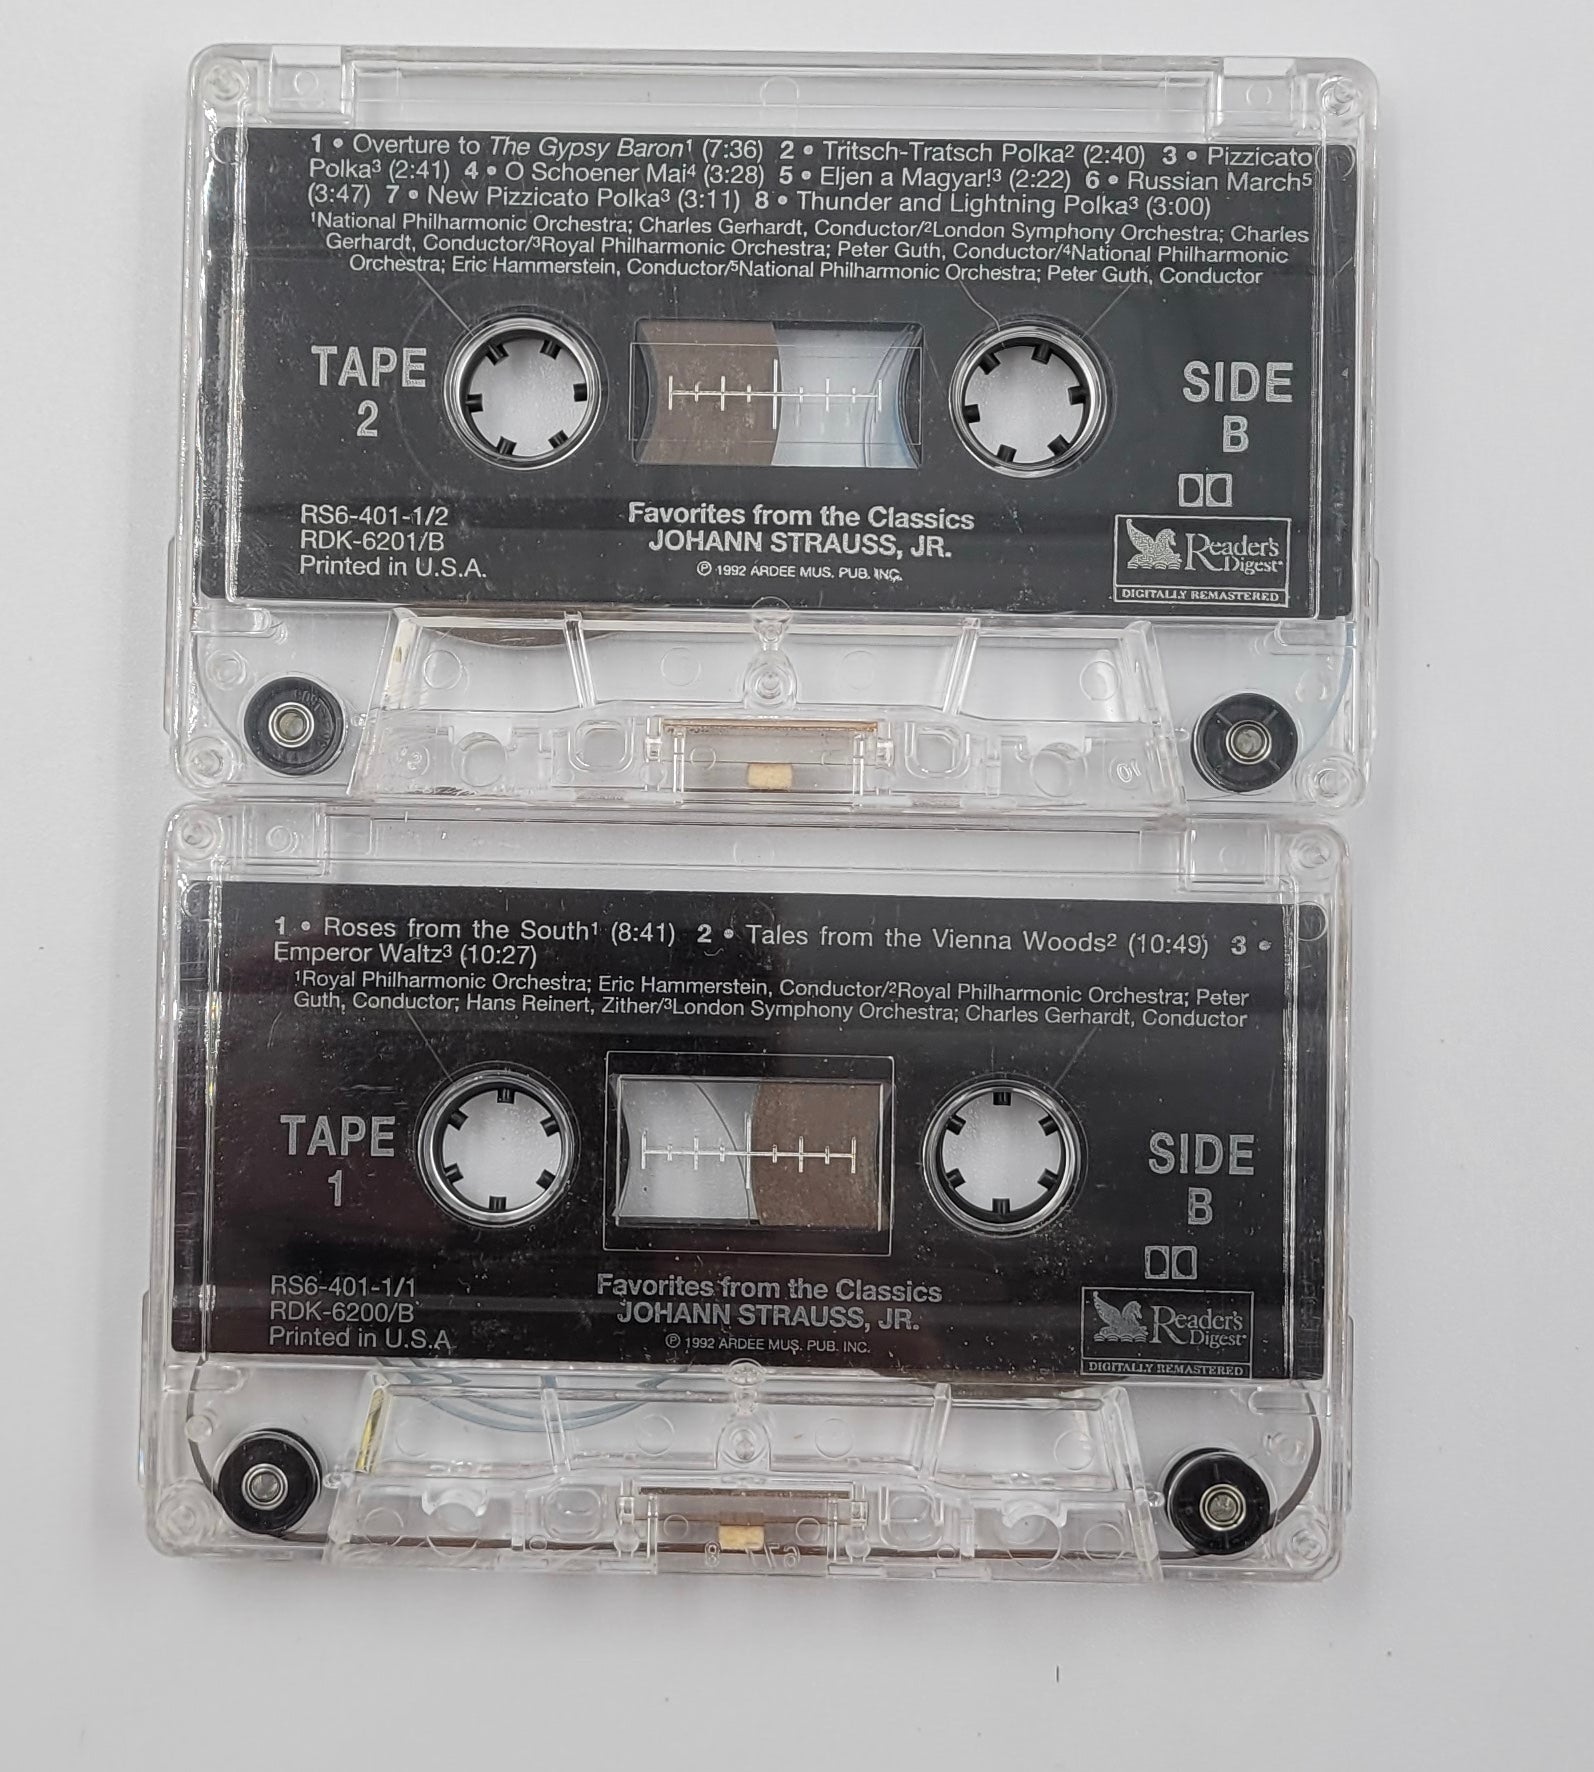 1 • Overture to The Gypsy Baron¹ (7:36) 2 • Tritsch-Tratsch Polka² (2:40) 3 • Pizzicato
Polka³ (2:41) 4 • O Schoener Mai⁴ (3:28) 5 • Eljen a Magyar!³ (2:22) 6 • Russian March⁵
(3:47) 7 • New Pizzicato Polka³ (3:11) 8 • Thunder and Lightning Polka³ (3:00)
¹National Philharmonic Orchestra; Charles Gerhardt, Conductor/²London Symphony Orchestra; Charles
Gerhardt, Conductor/³Royal Philharmonic Orchestra; Peter Guth, Conductor/⁴National Philharmonic
Orchestra; Eric Hammerstein, Conductor/⁵National Philharmonic Orchestra; Peter Guth, Conductor
TAPE
2
SIDE
B
RS6-401-1/2
RDK-6201/B
Printed in U.S.A.
Favorites from the Classics
JOHANN STRAUSS, JR.
℗ 1992 ARDEE MUS. PUB. INC.
Reader's
Digest
DIGITALLY REMASTERED
1 • Roses from the South¹ (8:41) 2 • Tales from the Vienna Woods² (10:49) 3 •
Emperor Waltz³ (10:27)
¹Royal Philharmonic Orchestra; Eric Hammerstein, Conductor/²Royal Philharmonic Orchestra; Peter
Guth, Conductor; Hans Reinert, Zither/³London Symphony Orchestra; Charles Gerhardt, Conductor
TAPE
1
SIDE
B
RS6-401-1/1
RDK-6200/B
Printed in U.S.A
Favorites from the Classics
JOHANN STRAUSS, JR.
℗ 1992 ARDEE MUS. PUB. INC.
Reader's
Digest
DIGITALLY REMASTERED